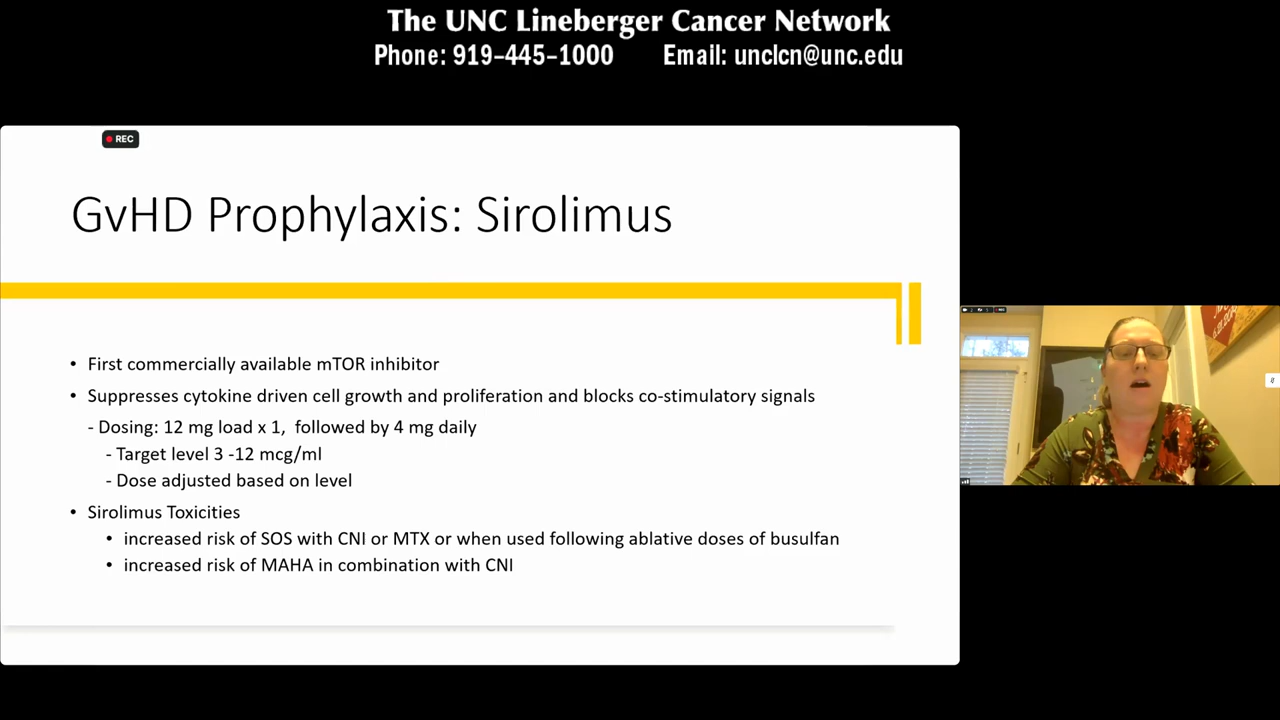 The UNC Lineberger Cancer Network
Phone: 919-445-1000 Email: unclcn@unc.edu
REC
GvHD Prophylaxis: Sirolimus
• First commercially available mTOR inhibitor
• Suppresses cytokine driven cell growth and proliferation and blocks co-stimulatory signals
- Dosing: 12 mg load x 1, followed by 4 mg daily
- Target level 3 -12 mcg/ml
- Dose adjusted based on level
• Sirolimus Toxicities
• increased risk of SOS with CNI or MTX or when used following ablative doses of busulfan
• increased risk of MAHA in combination with CNI